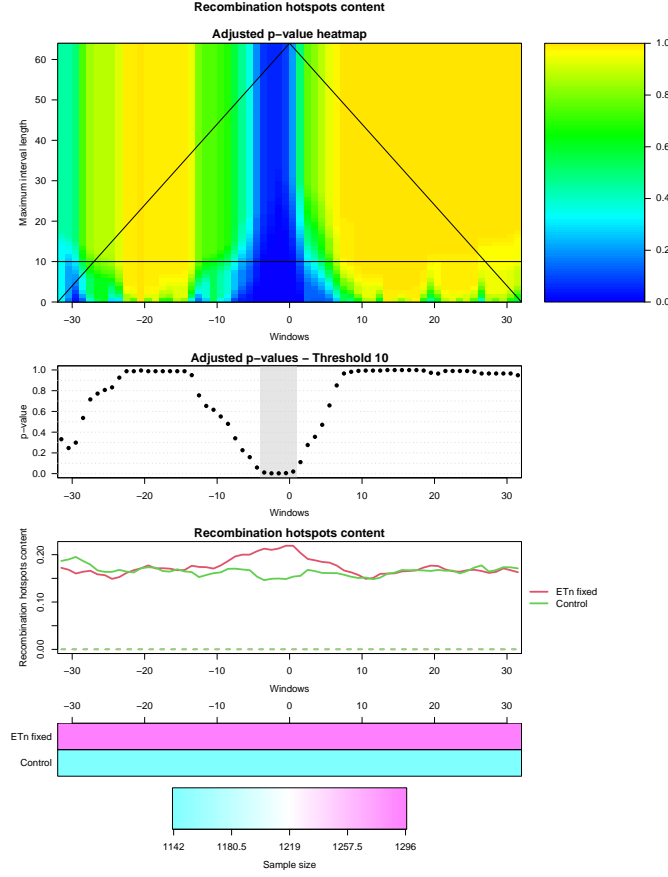 Recombination hotspots content
Adjusted p−value heatmap
Maximum interval length
0 10 20 30 40 50 60
−30 −20 −10 0 10 20 30
Windows
0.0 0.2 0.4 0.6 0.8 1.0
Adjusted p−values − Threshold 10
p−value
0.0 0.2 0.4 0.6 0.8 1.0
−30 −20 −10 0 10 20 30
Windows
Recombination hotspots content
Recombination hotspots content
0.00 0.10 0.20
−30 −20 −10 0 10 20 30
Windows
ETn fixed
Control
−30 −20 −10 0 10 20 30
ETn fixed
Control
1142 1180.5 1219 1257.5 1296
Sample size